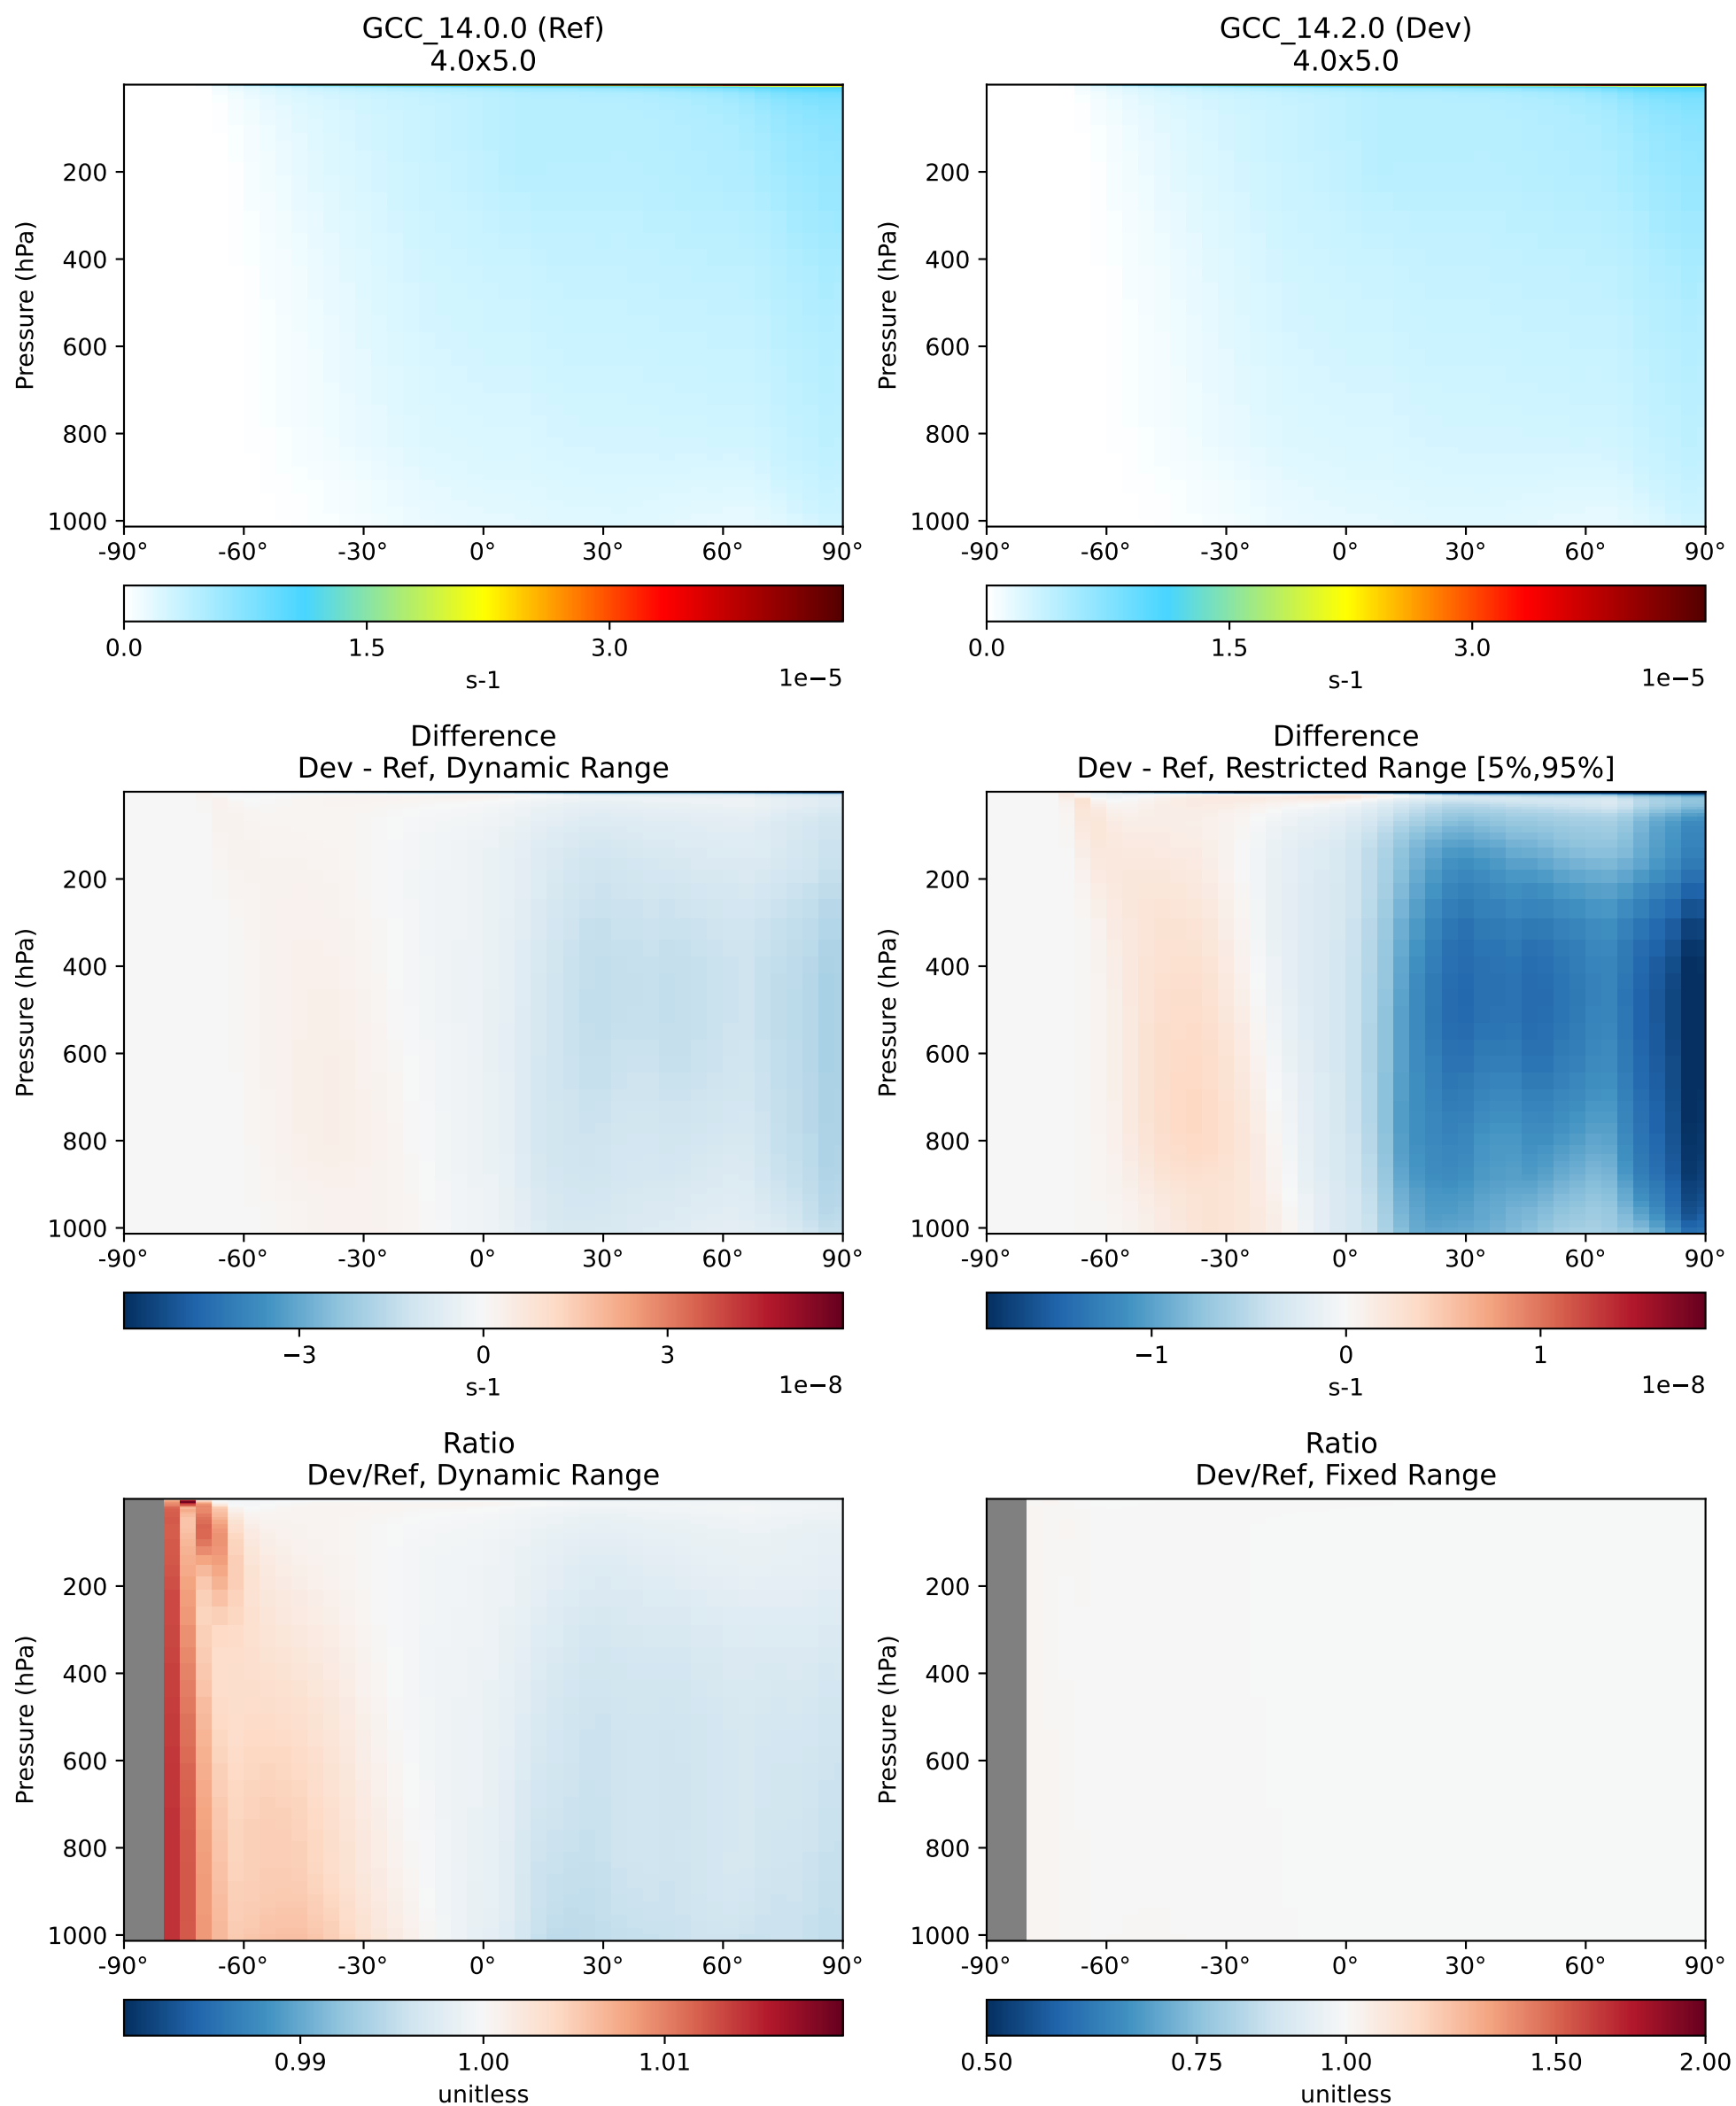 GCC_14.0.0 (Ref)
4.0x5.0
Pressure (hPa)
200
400
600
800
1000
-90° -60° -30° 0° 30° 60° 90°
0.0 1.5 3.0
s-1 1e−5
GCC_14.2.0 (Dev)
4.0x5.0
Pressure (hPa)
200
400
600
800
1000
-90° -60° -30° 0° 30° 60° 90°
0.0 1.5 3.0
s-1 1e−5
Difference
Dev - Ref, Dynamic Range
Pressure (hPa)
200
400
600
800
1000
-90° -60° -30° 0° 30° 60° 90°
−3 0 3
s-1 1e−8
Difference
Dev - Ref, Restricted Range [5%,95%]
Pressure (hPa)
200
400
600
800
1000
-90° -60° -30° 0° 30° 60° 90°
−1 0 1
s-1 1e−8
Ratio
Dev/Ref, Dynamic Range
Pressure (hPa)
200
400
600
800
1000
-90° -60° -30° 0° 30° 60° 90°
0.99 1.00 1.01
unitless
Ratio
Dev/Ref, Fixed Range
Pressure (hPa)
200
400
600
800
1000
-90° -60° -30° 0° 30° 60° 90°
0.50 0.75 1.00 1.50 2.00
unitless